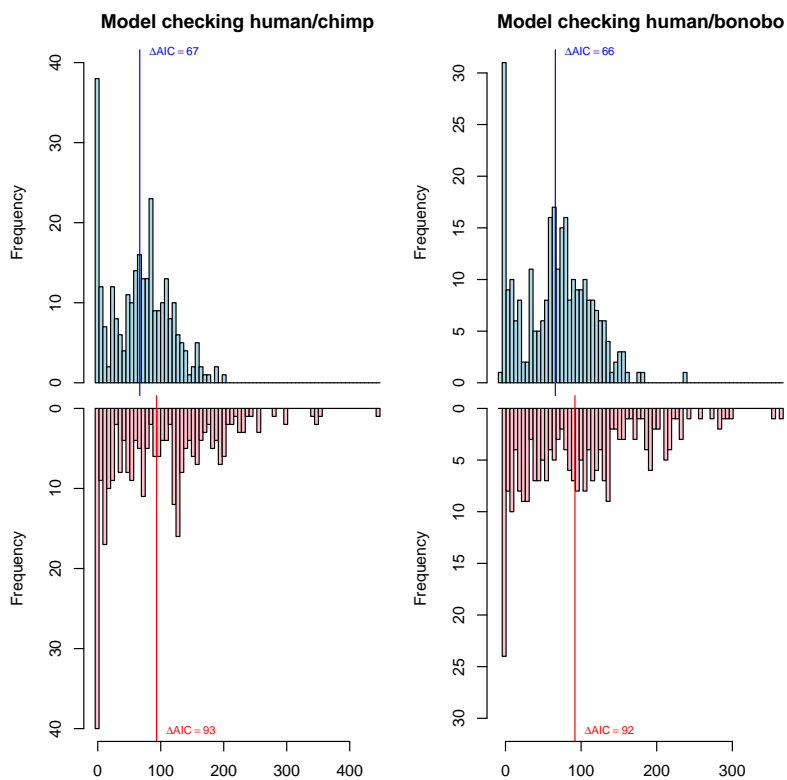 Model checking human/chimp
Model checking human/bonobo
ΔAIC = 67
ΔAIC = 66
Frequency
40
30
20
10
0
Frequency
30
25
20
15
10
5
0
Frequency
0
10
20
30
40
Frequency
0
5
10
15
20
25
30
ΔAIC = 93
ΔAIC = 92
0 100 200 300 400
0 100 200 300